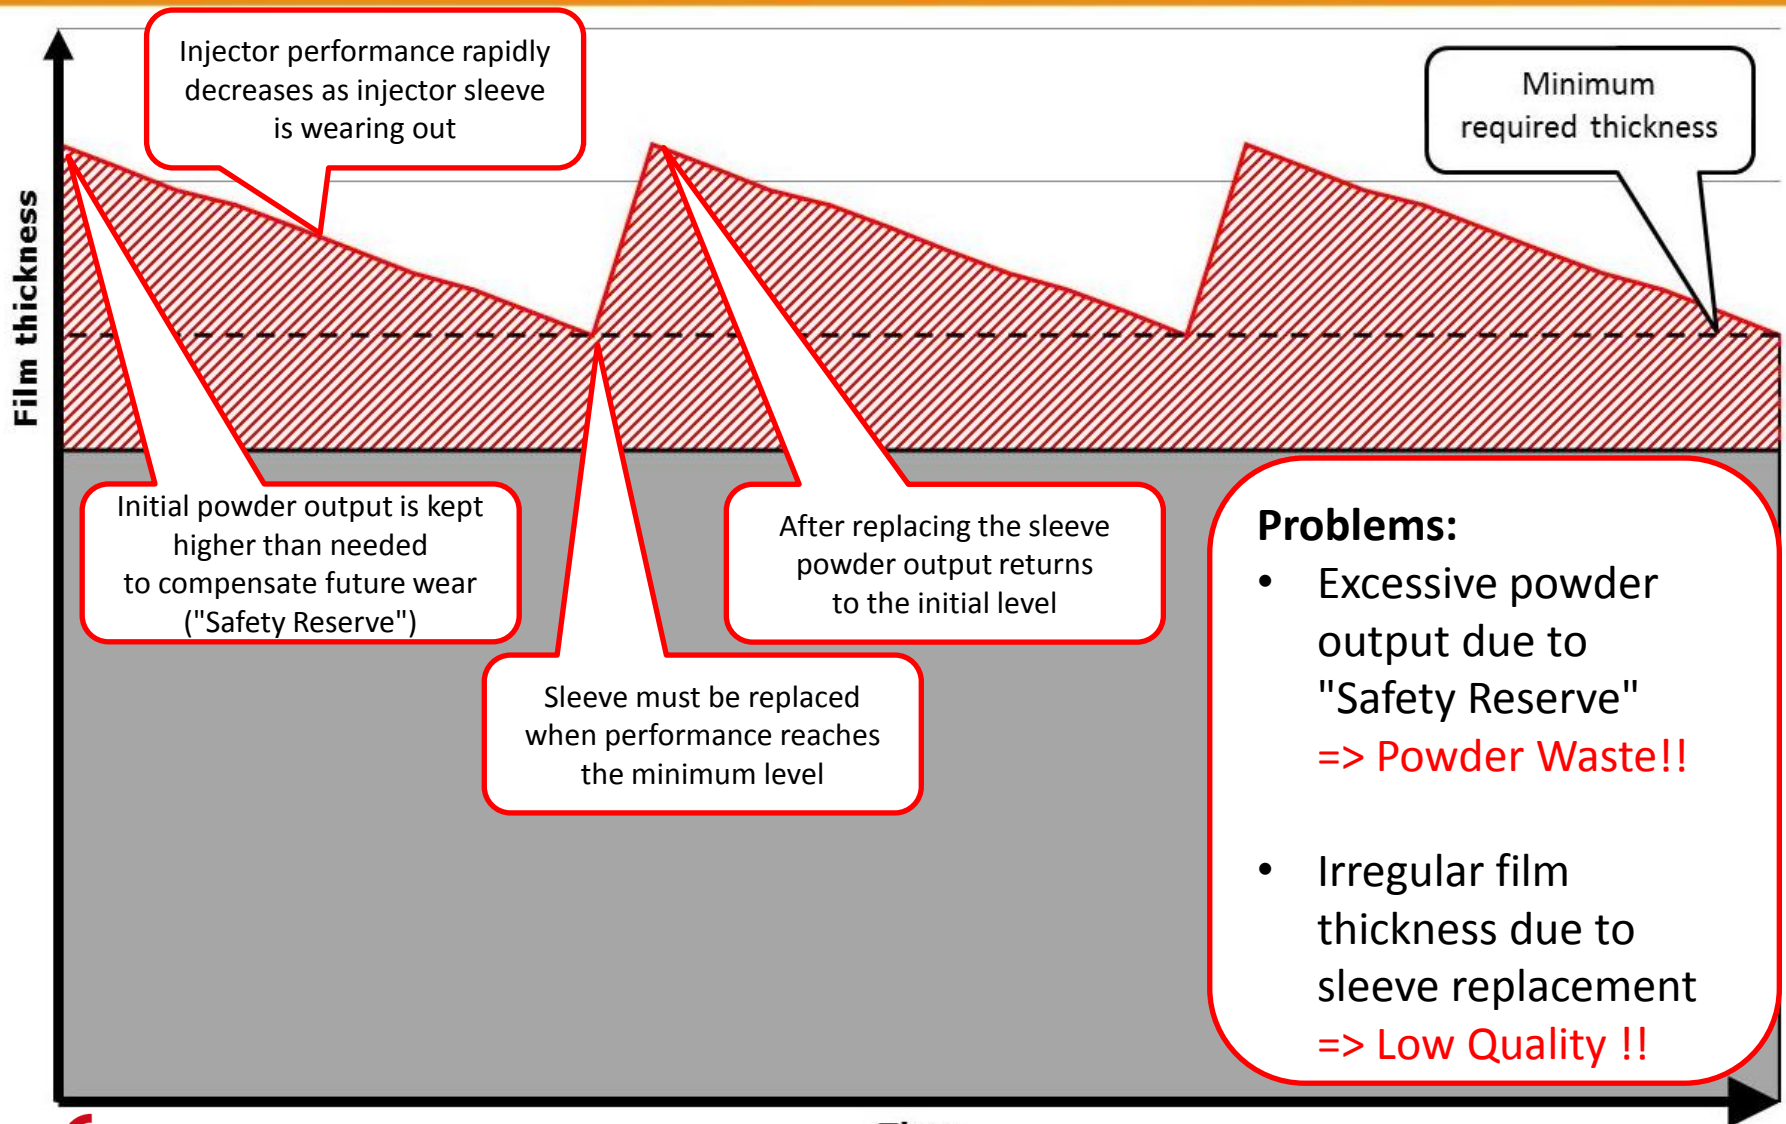 Injector performance rapidly
decreases as injector sleeve
is wearing out
Minimum
required thickness
Film thickness
Initial powder output is kept
higher than needed
to compensate future wear
("Safety Reserve")
After replacing the sleeve
powder output returns
to the initial level
Sleeve must be replaced
when performance reaches
the minimum level
Problems:
• Excessive powder
output due to
"Safety Reserve"
=> Powder Waste!!
• Irregular film
thickness due to
sleeve replacement
=> Low Quality !!